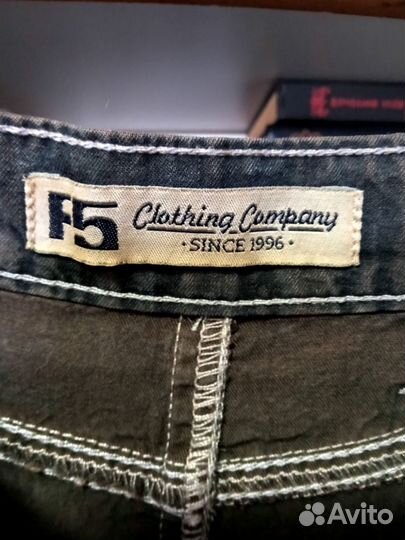 F5 Clothing Company
· SINCE 1996 ·
Avito